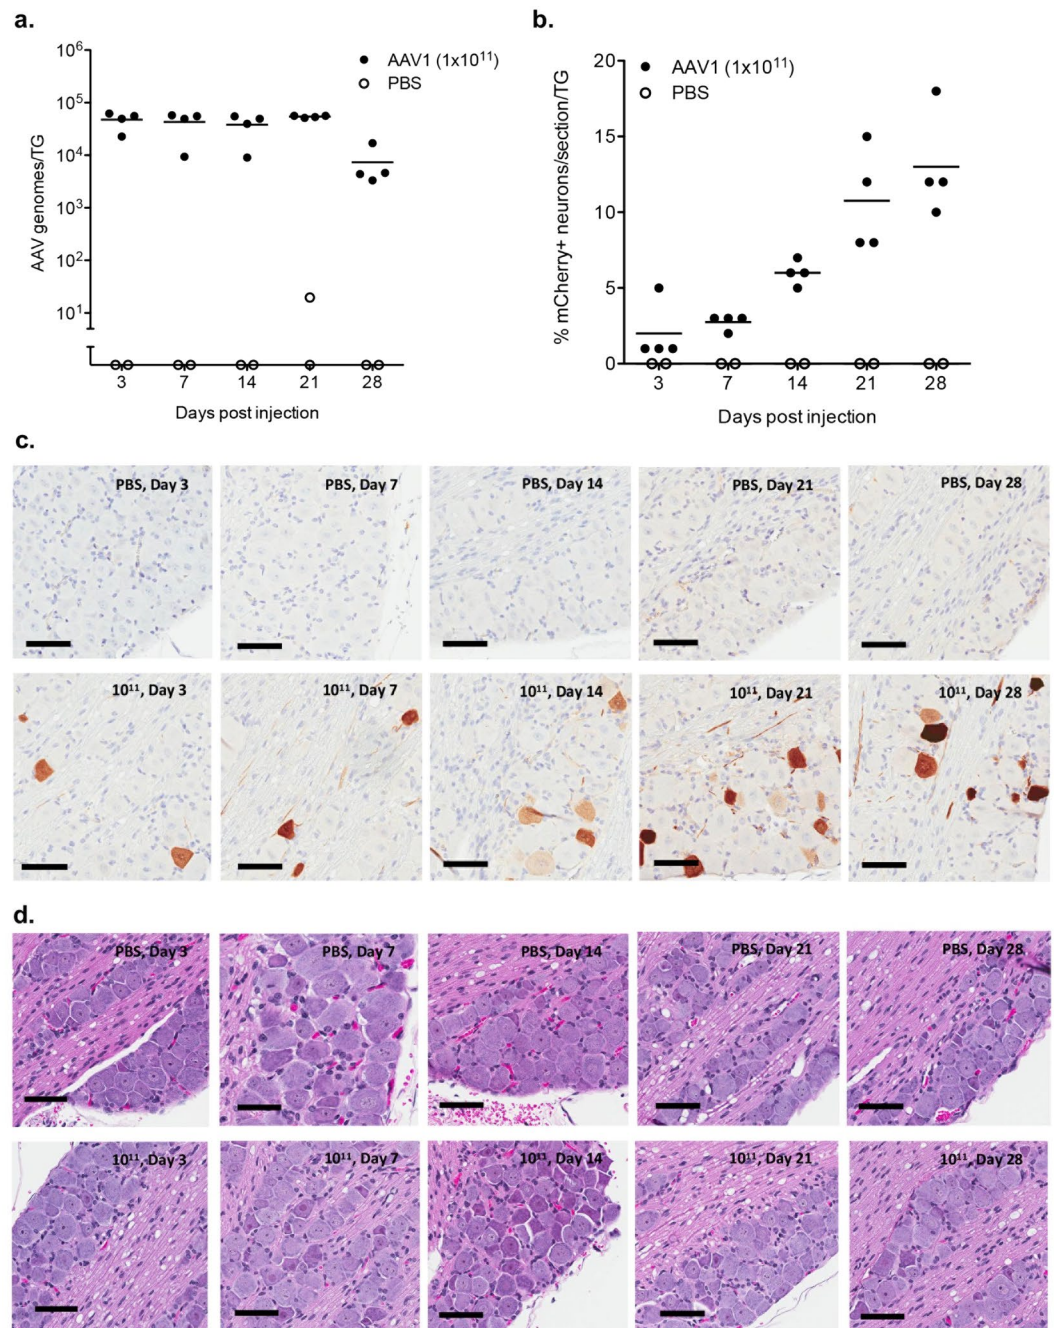 a.
AAV genomes/TG
10⁶
10⁵
10⁴
10³
10²
10¹
AAV1 (1x10¹¹)
PBS
3 7 14 21 28
Days post injection
b.
% mCherry+ neurons/section/TG
20
15
10
5
0
AAV1 (1x10¹¹)
PBS
3 7 14 21 28
Days post injection
c.
PBS, Day 3
PBS, Day 7
PBS, Day 14
PBS, Day 21
PBS, Day 28
10¹¹, Day 3
10¹¹, Day 7
10¹¹, Day 14
10¹¹, Day 21
10¹¹, Day 28
d.
PBS, Day 3
PBS, Day 7
PBS, Day 14
PBS, Day 21
PBS, Day 28
10¹¹, Day 3
10¹¹, Day 7
10¹¹, Day 14
10¹¹, Day 21
10¹¹, Day 28